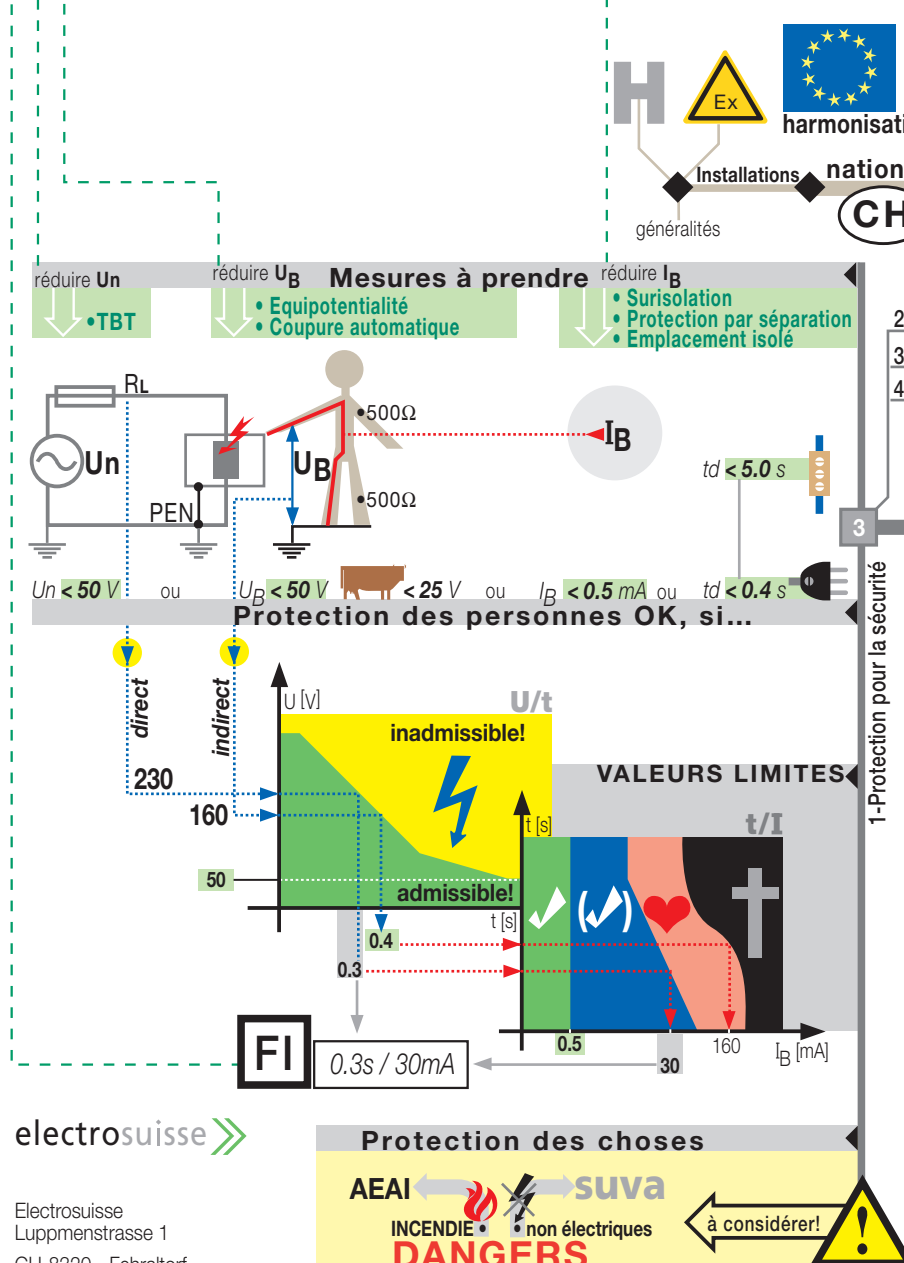 Ex
harmonisati
Installations
nation
CH
généralités
réduire Un
réduire UB
Mesures à prendre
réduire IB
•TBT
• Equipotentialité
• Coupure automatique
• Surisolation
• Protection par séparation
• Emplacement isolé
2
3
4
RL
500Ω
Un
UB
IB
td < 5.0 s
500Ω
PEN
3
Un < 50 V ou UB < 50 V < 25 V ou IB < 0.5 mA ou td < 0.4 s
Protection des personnes OK, si...
1-Protection pour la sécurité
direct
indirect
U [V]
U/t
inadmissible!
230
160
VALEURS LIMITES
t [s]
t/I
50
admissible!
t [s]
0.4
0.3
0.5
30
160
IB [mA]
FI
0.3s / 30mA
electrosuisse
Protection des choses
AEAI
suva
INCENDIE
non électriques
à considérer!
!
DANGERS
Electrosuisse
Luppmenstrasse 1
CH-8320 Fehraltorf